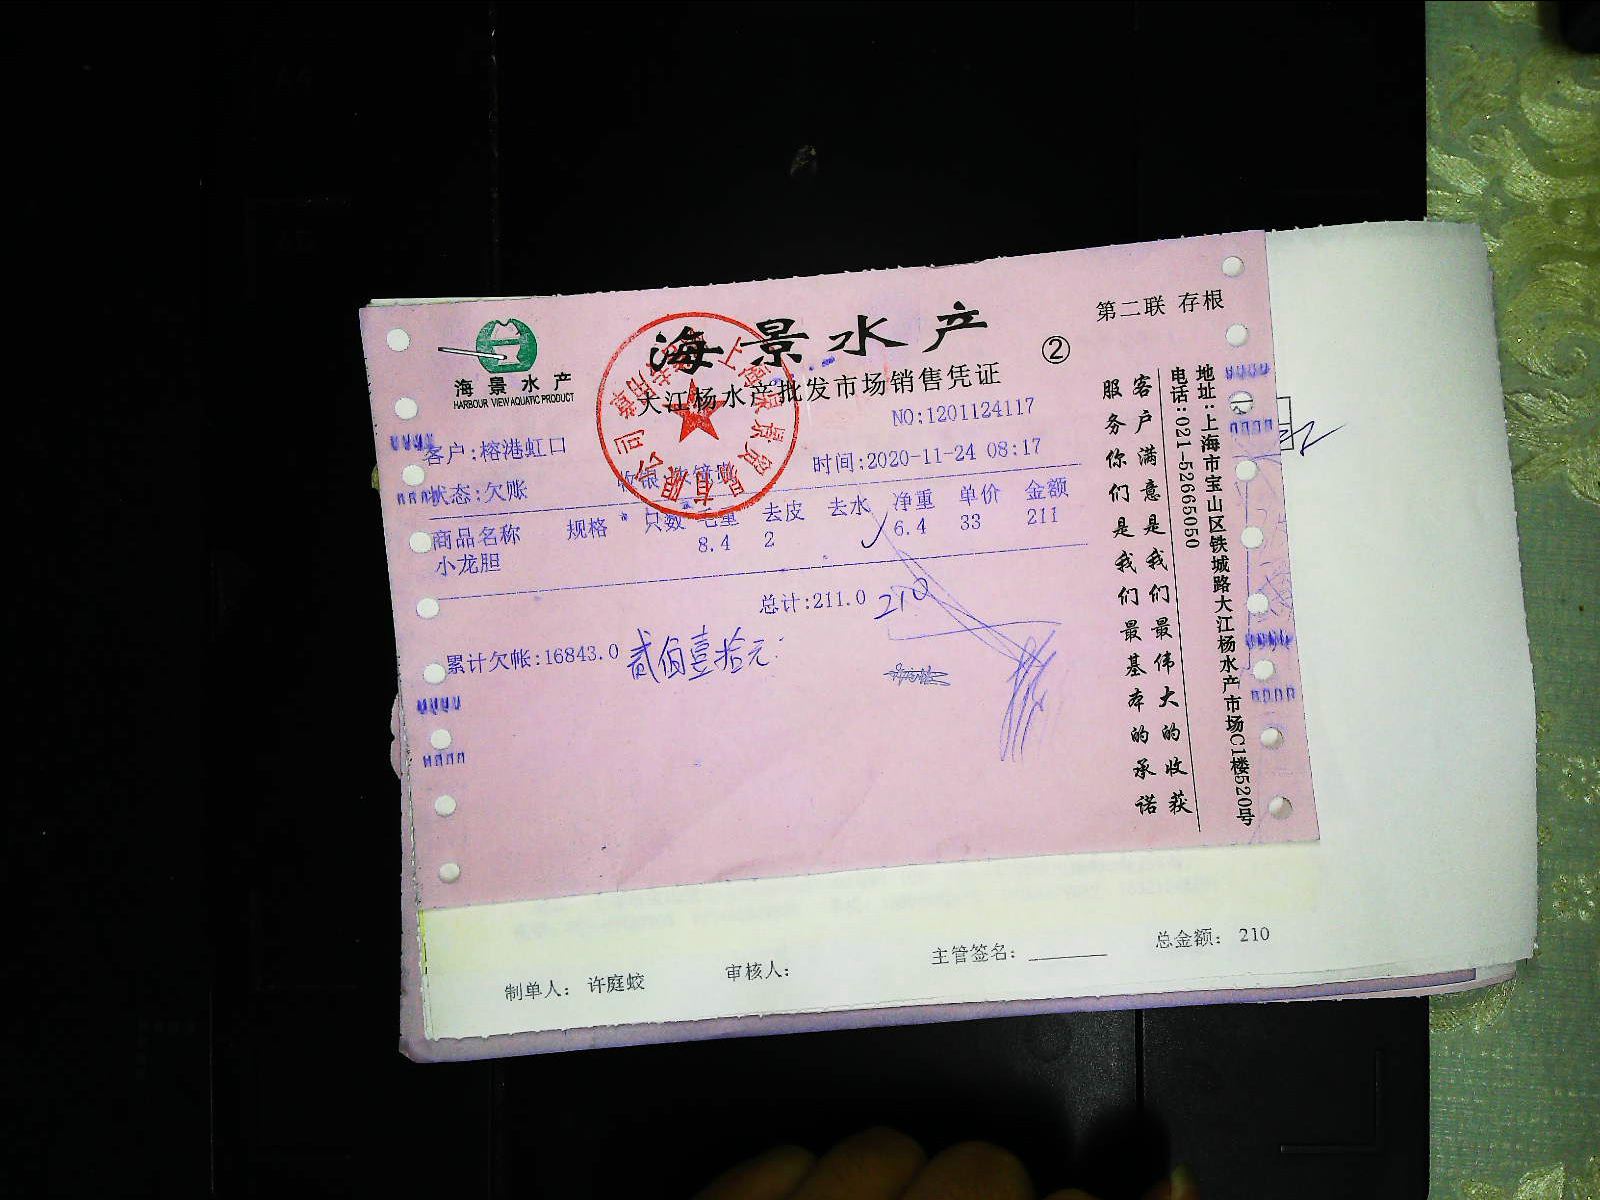 海景水产
HARBOUR VIEW AQUATIC PRODUCT
海景水产
大江杨水产批发市场销售凭证
②
第二联 存根
NO:1201124117
客户:榕港虹口
时间:2020-11-24 08:17
状态:欠账
收银
商品名称 规格 只数 毛重 去皮 去水 净重 单价 金额
小龙胆 8.4 2 6.4 33 211
总计:211.0 210
累计欠帐:16843.0 贰佰壹拾元
客户满意是我们最伟大的收获
服务你们是我们最基本的承诺
地址:上海市宝山区铁城路大江杨水产市场C1楼520号
电话:021-52665050
制单人: 许庭蛟 审核人: 主管签名: 总金额: 210